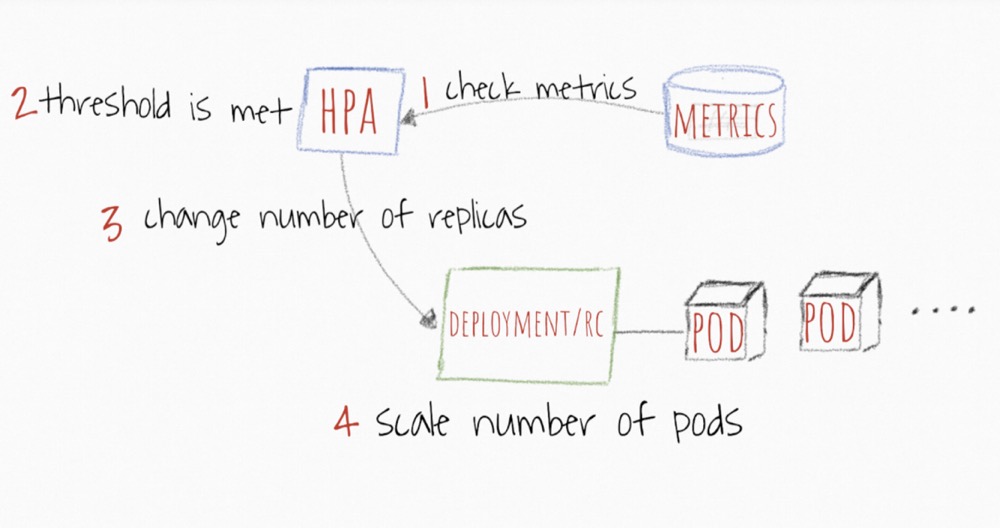 1 check metrics
2 threshold is met
HPA
METRICS
3 change number of replicas
DEPLOYMENT/RC
POD
POD
....
4 scale number of pods